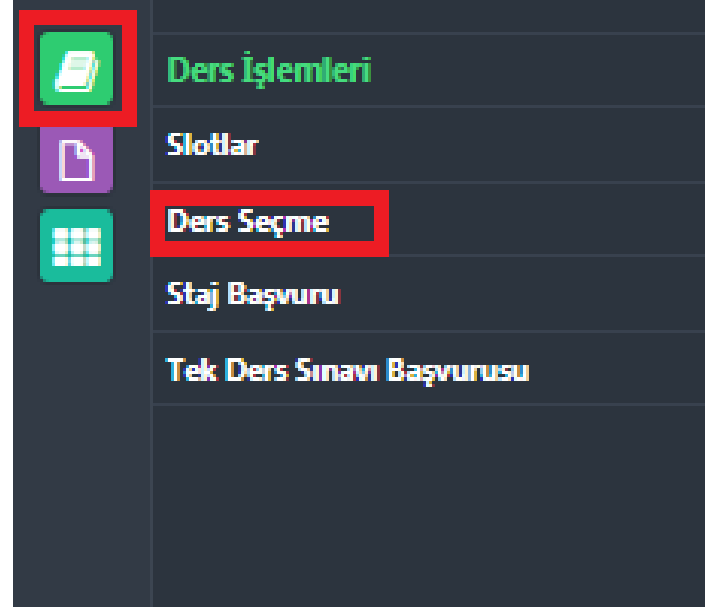 Ders İşlemleri
Slotlar
Ders Seçme
Staj Başvuru
Tek Ders Sınavı Başvurusu